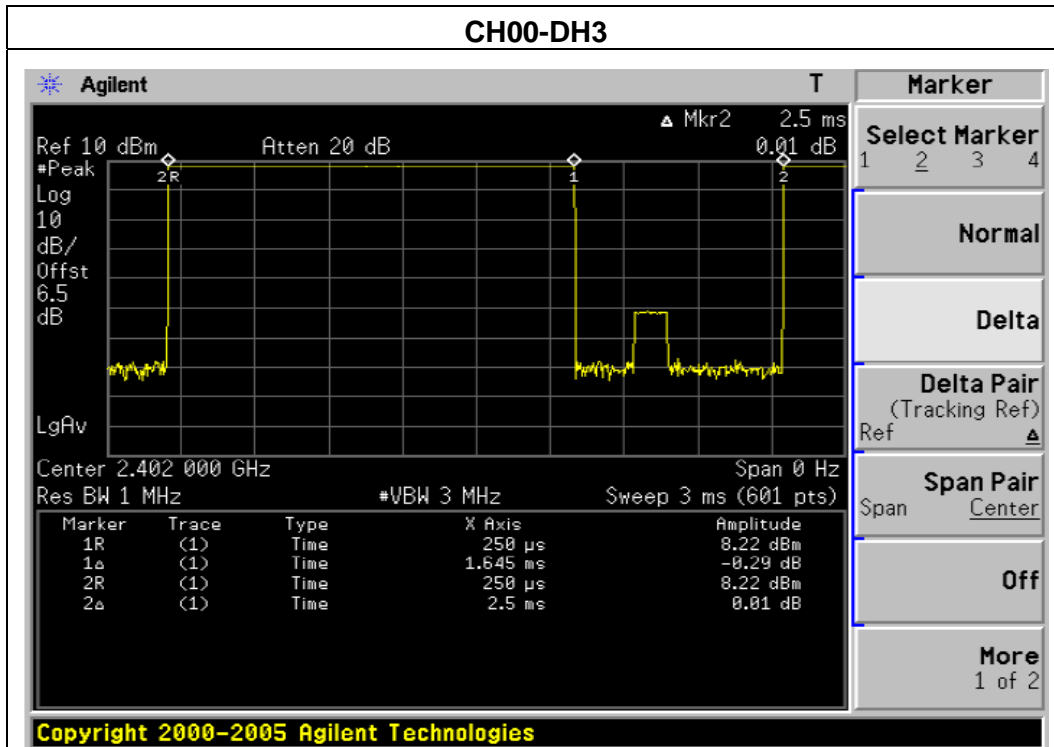 CH00-DH3
Agilent T
Δ Mkr2 2.5 ms
Ref 10 dBm Atten 20 dB 0.01 dB
#Peak
Log
10
dB/
Offst
6.5
dB
LgAv
2R 1 2
Center 2.402 000 GHz Span 0 Hz
Res BW 1 MHz #VBW 3 MHz Sweep 3 ms (601 pts)
Marker Trace Type X Axis Amplitude
1R (1) Time 250 µs 8.22 dBm
1Δ (1) Time 1.645 ms -0.29 dB
2R (1) Time 250 µs 8.22 dBm
2Δ (1) Time 2.5 ms 0.01 dB
Copyright 2000-2005 Agilent Technologies
Marker
Select Marker
1 2 3 4
Normal
Delta
Delta Pair
(Tracking Ref)
Ref Δ
Span Pair
Span Center
Off
More
1 of 2